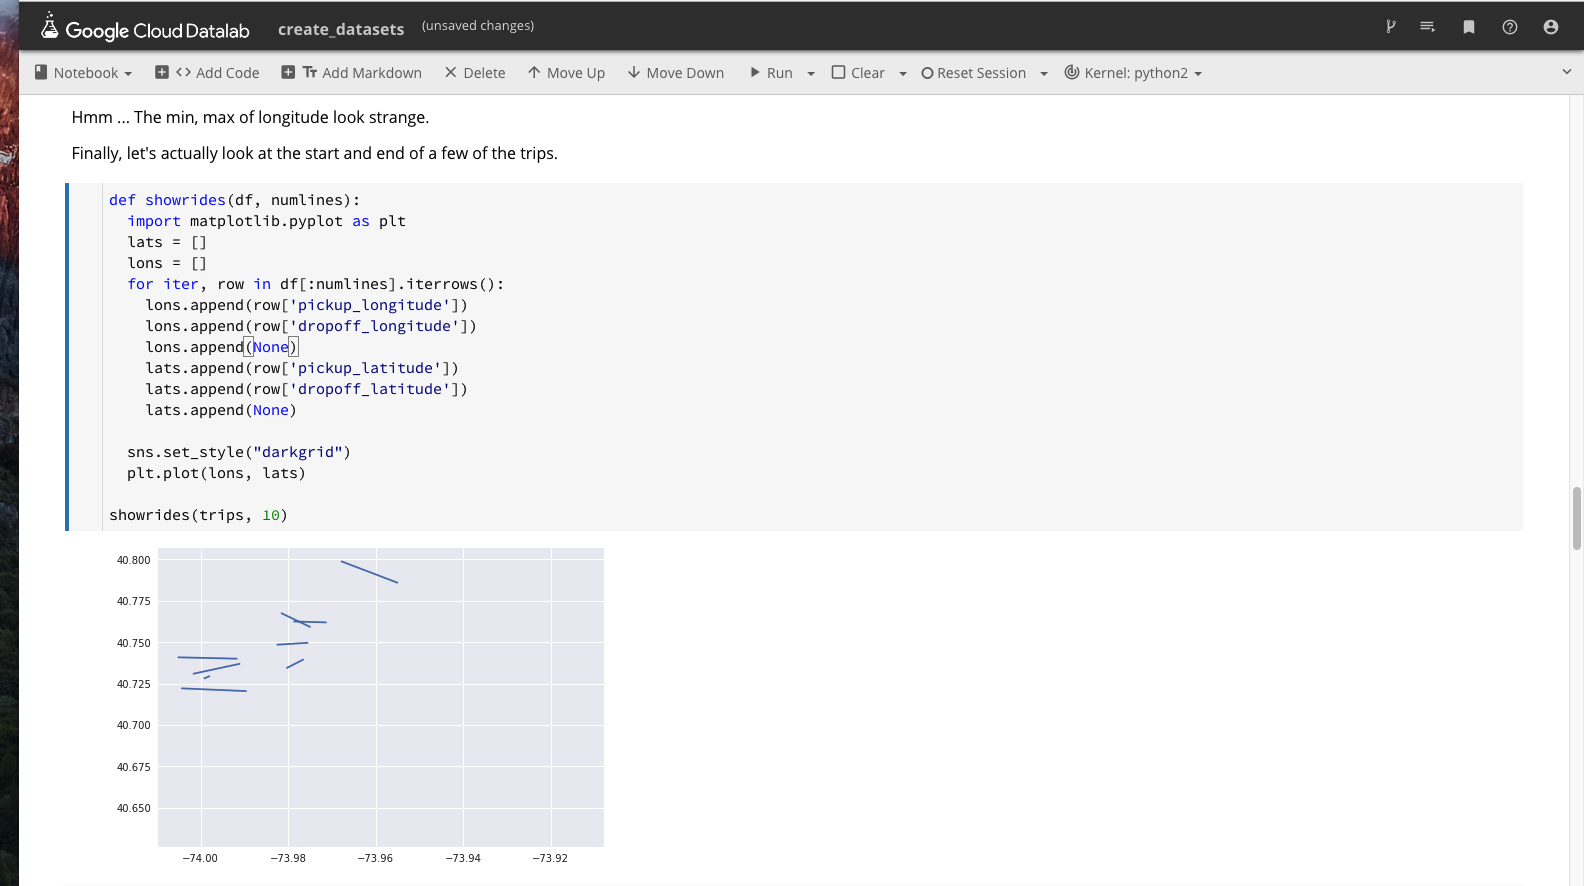 Google Cloud Datalab create_datasets (unsaved changes)
Notebook <> Add Code Tr Add Markdown Delete Move Up Move Down Run Clear Reset Session Kernel: python2
Hmm ... The min, max of longitude look strange.
Finally, let's actually look at the start and end of a few of the trips.
def showrides(df, numlines):
  import matplotlib.pyplot as plt
  lats = []
  lons = []
  for iter, row in df[:numlines].iterrows():
    lons.append(row['pickup_longitude'])
    lons.append(row['dropoff_longitude'])
    lons.append(None)
    lats.append(row['pickup_latitude'])
    lats.append(row['dropoff_latitude'])
    lats.append(None)
  sns.set_style("darkgrid")
  plt.plot(lons, lats)
showrides(trips, 10)
40.800
40.775
40.750
40.725
40.700
40.675
40.650
−74.00 −73.98 −73.96 −73.94 −73.92